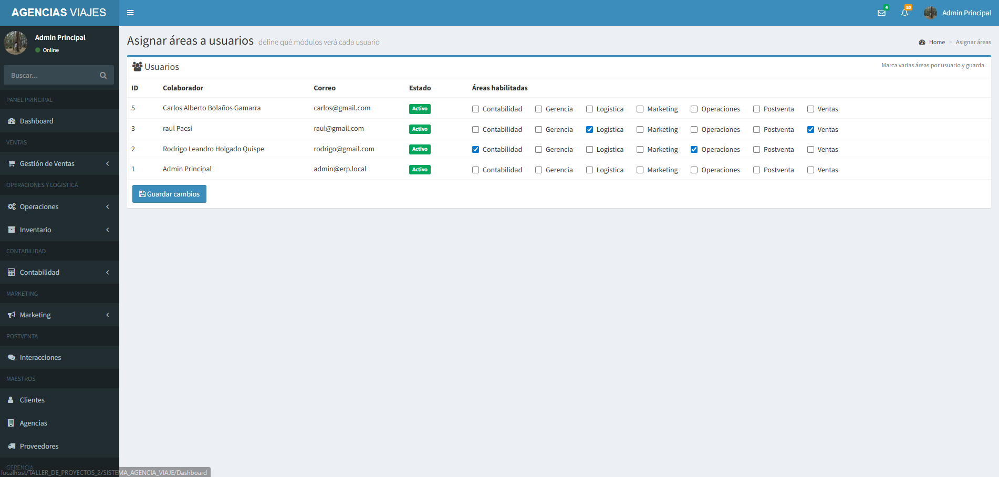 AGENCIAS VIAJES
4
10
Admin Principal
Admin Principal
Online
Buscar...
PANEL PRINCIPAL
Dashboard
VENTAS
Gestión de Ventas
OPERACIONES Y LOGÍSTICA
Operaciones
Inventario
CONTABILIDAD
Contabilidad
MARKETING
Marketing
POSTVENTA
Interacciones
MAESTROS
Clientes
Agencias
Proveedores
GERENCIA
localhost/TALLER_DE_PROYECTOS_2/SISTEMA_AGENCIA_VIAJE/Dashboard
Asignar áreas a usuarios define qué módulos verá cada usuario
Home > Asignar áreas
Usuarios
Marca varias áreas por usuario y guarda.
ID Colaborador Correo Estado Áreas habilitadas
5 Carlos Alberto Bolaños Gamarra carlos@gmail.com Activo Contabilidad Gerencia Logistica Marketing Operaciones Postventa Ventas
3 raul Pacsi raul@gmail.com Activo Contabilidad Gerencia Logistica Marketing Operaciones Postventa Ventas
2 Rodrigo Leandro Holgado Quispe rodrigo@gmail.com Activo Contabilidad Gerencia Logistica Marketing Operaciones Postventa Ventas
1 Admin Principal admin@erp.local Activo Contabilidad Gerencia Logistica Marketing Operaciones Postventa Ventas
Guardar cambios